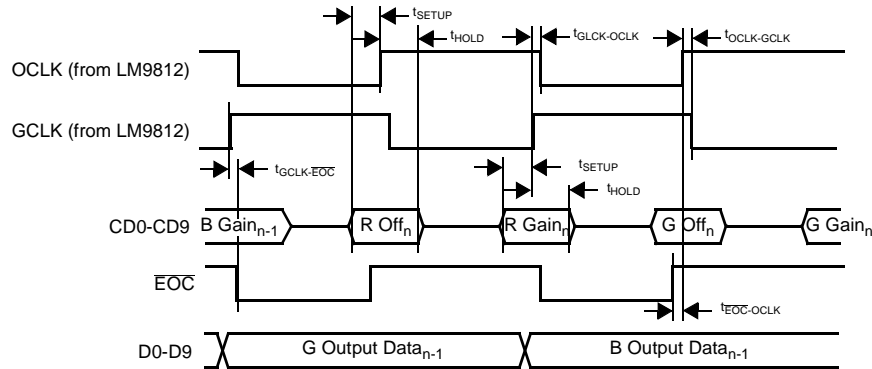 tSETUP
tHOLD
tGLCK-OCLK
tOCLK-GCLK
OCLK (from LM9812)
GCLK (from LM9812)
tGCLK-EOC
tSETUP
tHOLD
CD0-CD9
B Gainn-1
R Offn
R Gainn
G Offn
G Gainn
EOC
tEOC-OCLK
D0-D9
G Output Datan-1
B Output Datan-1